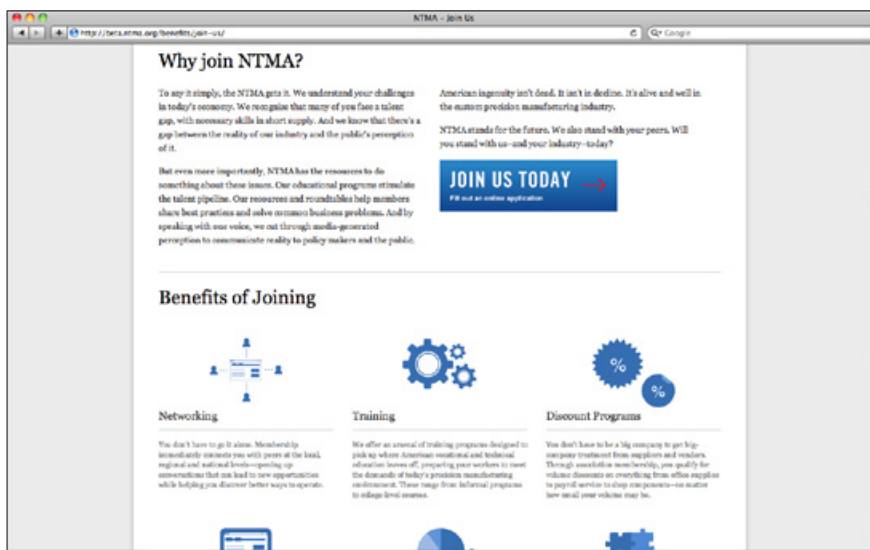 NTMA - Join Us
http://beta.ntma.org/benefits/join-us/
Google
Why join NTMA?
To say it simply, the NTMA gets it. We understand your challenges
in today's economy. We recognize that many of you face a talent
gap, with necessary skills in short supply. And we know that there's a
gap between the reality of our industry and the public's perception
of it.
But even more importantly, NTMA has the resources to do
something about these issues. Our educational programs stimulate
the talent pipeline. Our resources and roundtables help members
share best practices and solve common business problems. And by
speaking with one voice, we cut through media-generated
perception to communicate reality to policy makers and the public.
American ingenuity isn't dead. It isn't in decline. It's alive and well in
the custom precision manufacturing industry.
NTMA stands for the future. We also stand with your peers. Will
you stand with us—and your industry—today?
JOIN US TODAY
Fill out an online application
Benefits of Joining
Networking
You don't have to go it alone. Membership
immediately connects you with peers at the local,
regional and national levels—opening up
conversations that can lead to new opportunities
while helping you discover better ways to operate.
Training
We offer an arsenal of training programs designed to
pick up where American vocational and technical
education leaves off, preparing your workers to meet
the demands of today's precision manufacturing
environment. These range from informal programs
to college-level courses.
%
%
Discount Programs
You don't have to be a big company to get big-
company treatment from suppliers and vendors.
Through association membership, you qualify for
volume discounts on everything from office supplies
to payroll service to shop components—no matter
how small your volume may be.